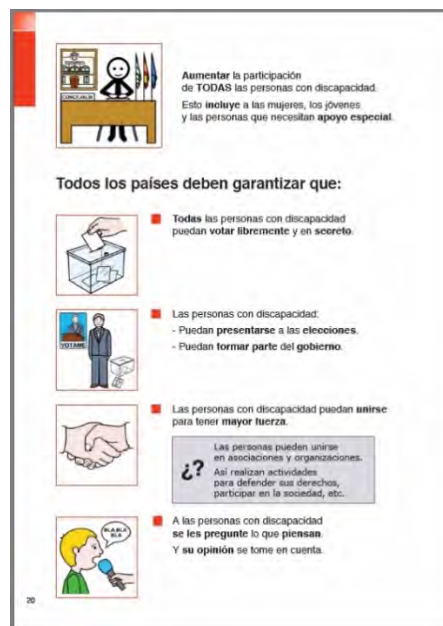 CONCEJALÍA
Aumentar la participación
de TODAS las personas con discapacidad.
Esto incluye a las mujeres, los jóvenes
y las personas que necesitan apoyo especial.
Todos los países deben garantizar que:
Todas las personas con discapacidad
puedan votar libremente y en secreto.
VOTAME
Las personas con discapacidad:
- Puedan presentarse a las elecciones.
- Puedan formar parte del gobierno.
Las personas con discapacidad puedan unirse
para tener mayor fuerza.
¿?
Las personas pueden unirse
en asociaciones y organizaciones.
Así realizan actividades
para defender sus derechos,
participar en la sociedad, etc.
BLA,BLA
BLA
A las personas con discapacidad
se les pregunte lo que piensan.
Y su opinión se tome en cuenta.
20